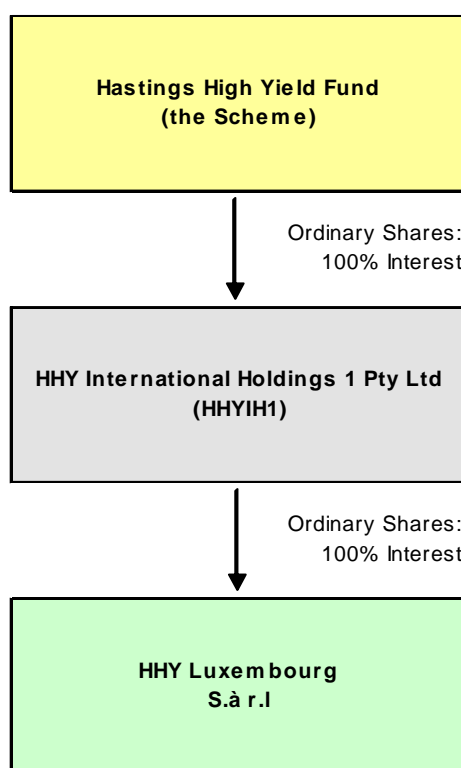 Hastings High Yield Fund
(the Scheme)
Ordinary Shares:
100% Interest
HHY International Holdings 1 Pty Ltd
(HHYIH1)
Ordinary Shares:
100% Interest
HHY Luxembourg
S.à r.l